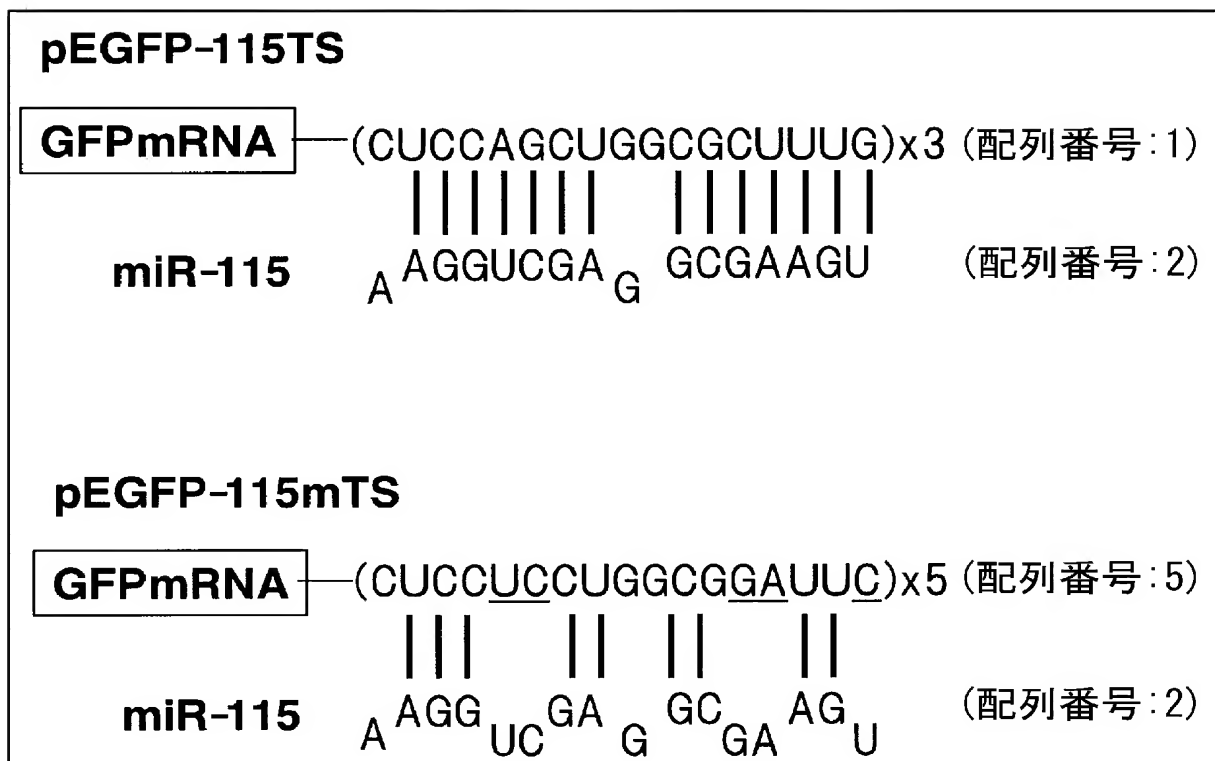 pEGFP-115TS
GFPmRNA (CUCCAGCUGGCGCUUUG)x3 (配列番号:1)
miR-115 A AGGUCGA G GCGAAGU (配列番号:2)
pEGFP-115mTS
GFPmRNA (CUCCUCCUGGCGGAUUC)x5 (配列番号:5)
miR-115 A AGG UC GA G GC GA AG U (配列番号:2)